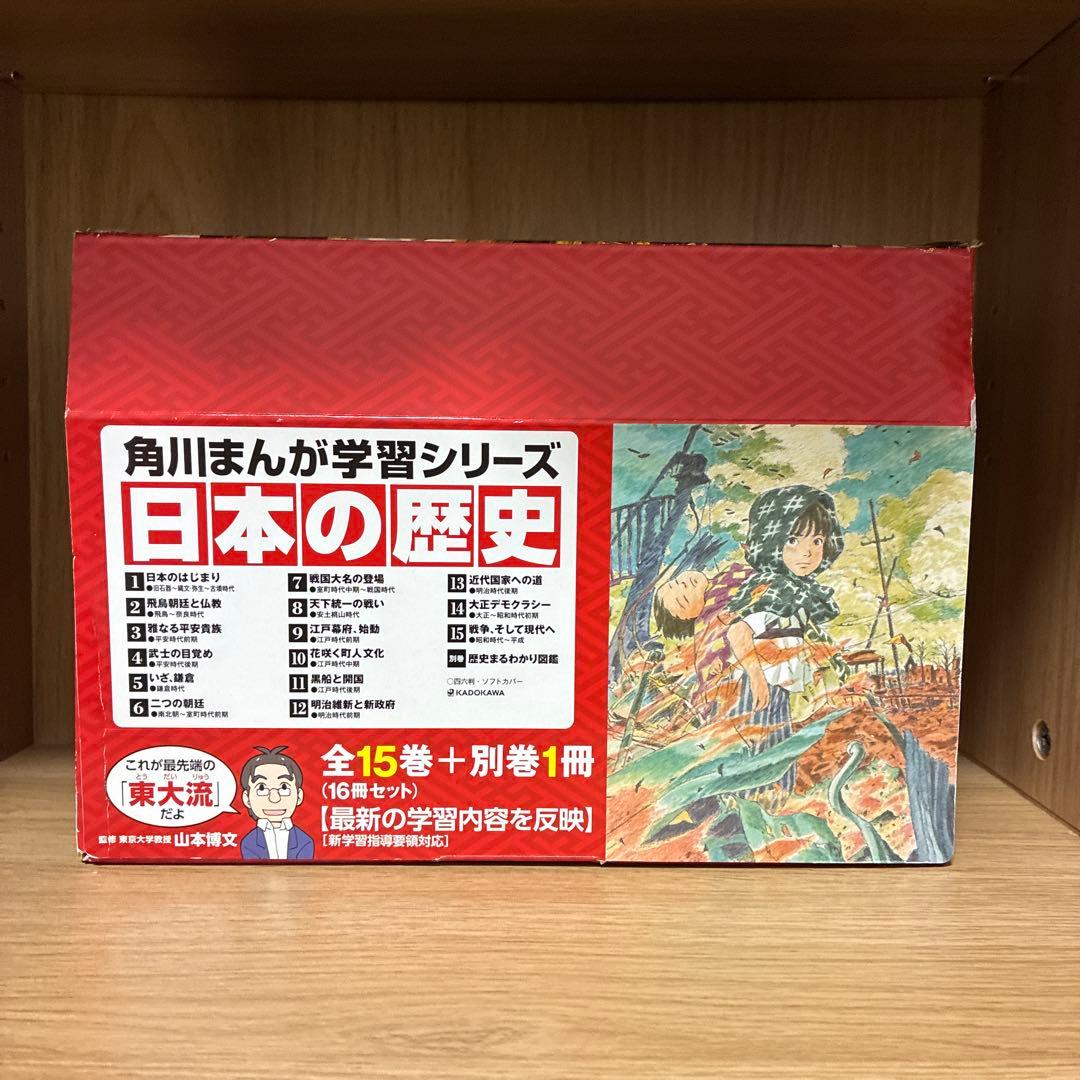 角川まんが学習シリーズ
日本の歴史
1 日本のはじまり
●旧石器～縄文・弥生～古墳時代
2 飛鳥朝廷と仏教
●飛鳥～奈良時代
3 雅なる平安貴族
●平安時代前期
4 武士の目覚め
●平安時代後期
5 いざ、鎌倉
●鎌倉時代
6 二つの朝廷
●南北朝～室町時代前期
7 戦国大名の登場
●室町時代中期～戦国時代
8 天下統一の戦い
●安土桃山時代
9 江戸幕府、始動
●江戸時代前期
10 花咲く町人文化
●江戸時代中期
11 黒船と開国
●江戸時代後期
12 明治維新と新政府
●明治時代前期
13 近代国家への道
●明治時代後期
14 大正デモクラシー
●大正～昭和時代初期
15 戦争、そして現代へ
●昭和時代～平成
別巻 歴史まるわかり図鑑
○四六判・ソフトカバー
KADOKAWA
これが最先端の
とう だい りゅう
「東大流」
だよ
監修 東京大学教授 山本博文
全15巻＋別巻1冊
（16冊セット）
【最新の学習内容を反映】
［新学習指導要領対応］